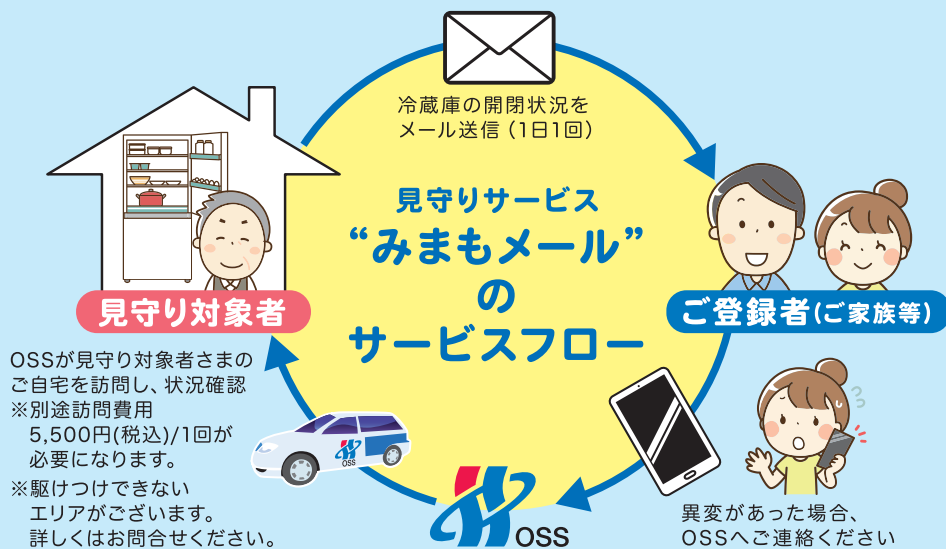 冷蔵庫の開閉状況を
メール送信（1日1回）
見守りサービス
“みまもメール”
の
サービスフロー
見守り対象者
ご登録者(ご家族等)
OSSが見守り対象者さまの
ご自宅を訪問し、状況確認
※別途訪問費用
5,500円(税込)/1回が
必要になります。
※駆けつけできない
エリアがございます。
詳しくはお問合せください。
OSS
OSS
異変があった場合、
OSSへご連絡ください